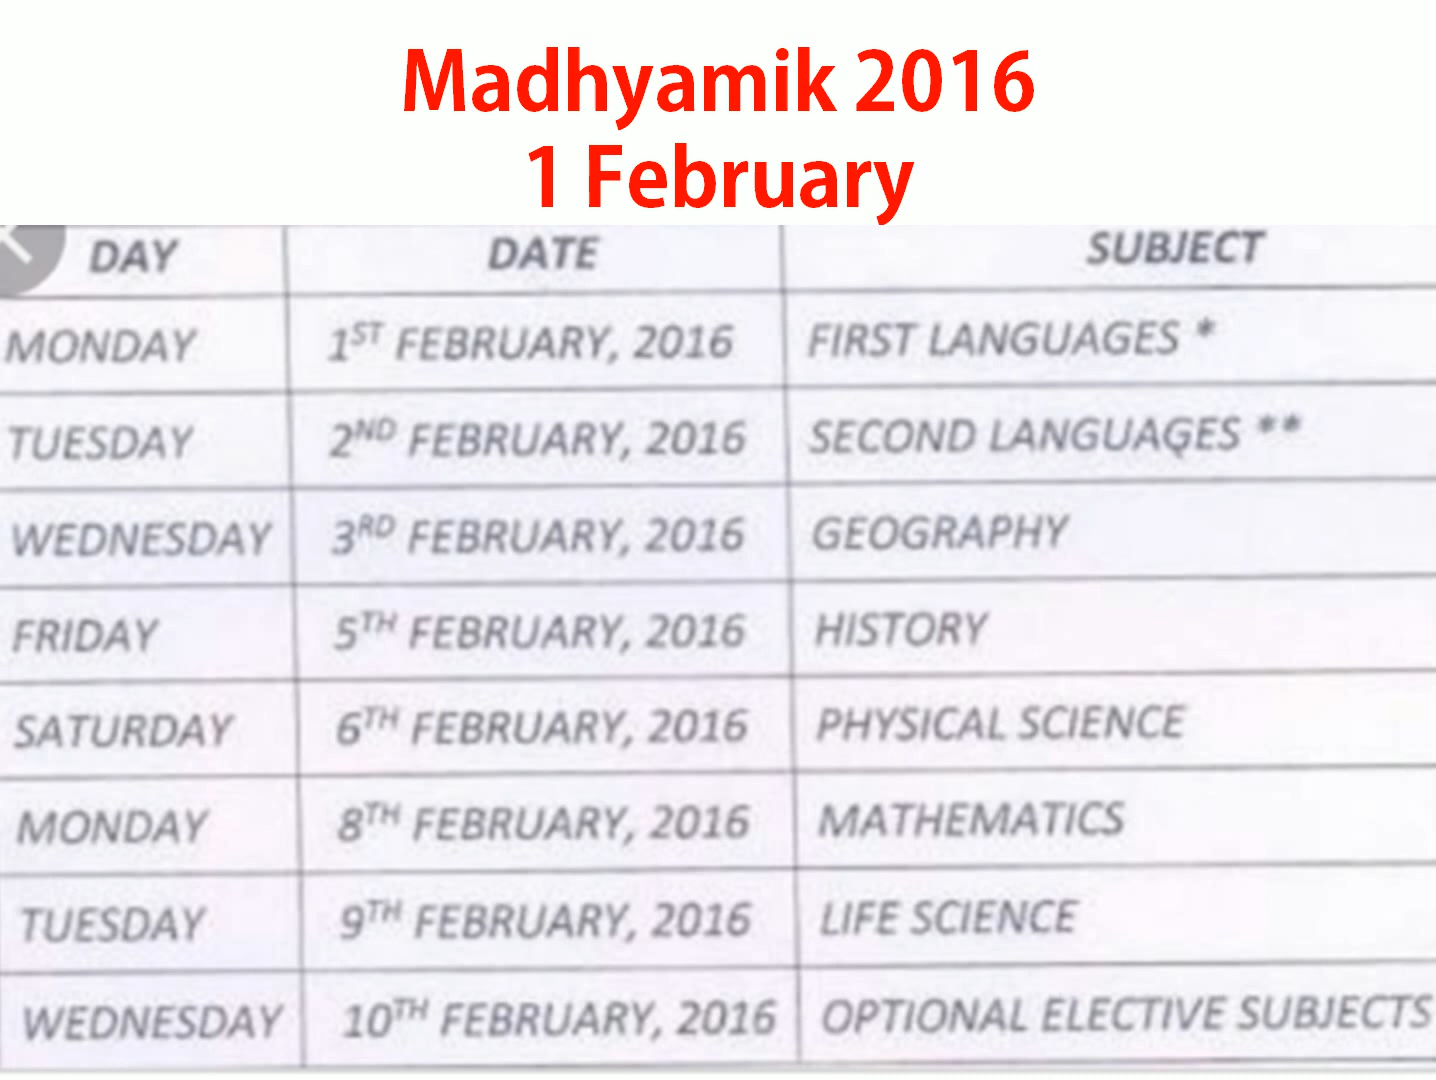 Madhyamik 2016
1 February
DAY DATE SUBJECT
MONDAY 1ST FEBRUARY, 2016 FIRST LANGUAGES *
TUESDAY 2ND FEBRUARY, 2016 SECOND LANGUAGES **
WEDNESDAY 3RD FEBRUARY, 2016 GEOGRAPHY
FRIDAY 5TH FEBRUARY, 2016 HISTORY
SATURDAY 6TH FEBRUARY, 2016 PHYSICAL SCIENCE
MONDAY 8TH FEBRUARY, 2016 MATHEMATICS
TUESDAY 9TH FEBRUARY, 2016 LIFE SCIENCE
WEDNESDAY 10TH FEBRUARY, 2016 OPTIONAL ELECTIVE SUBJECTS